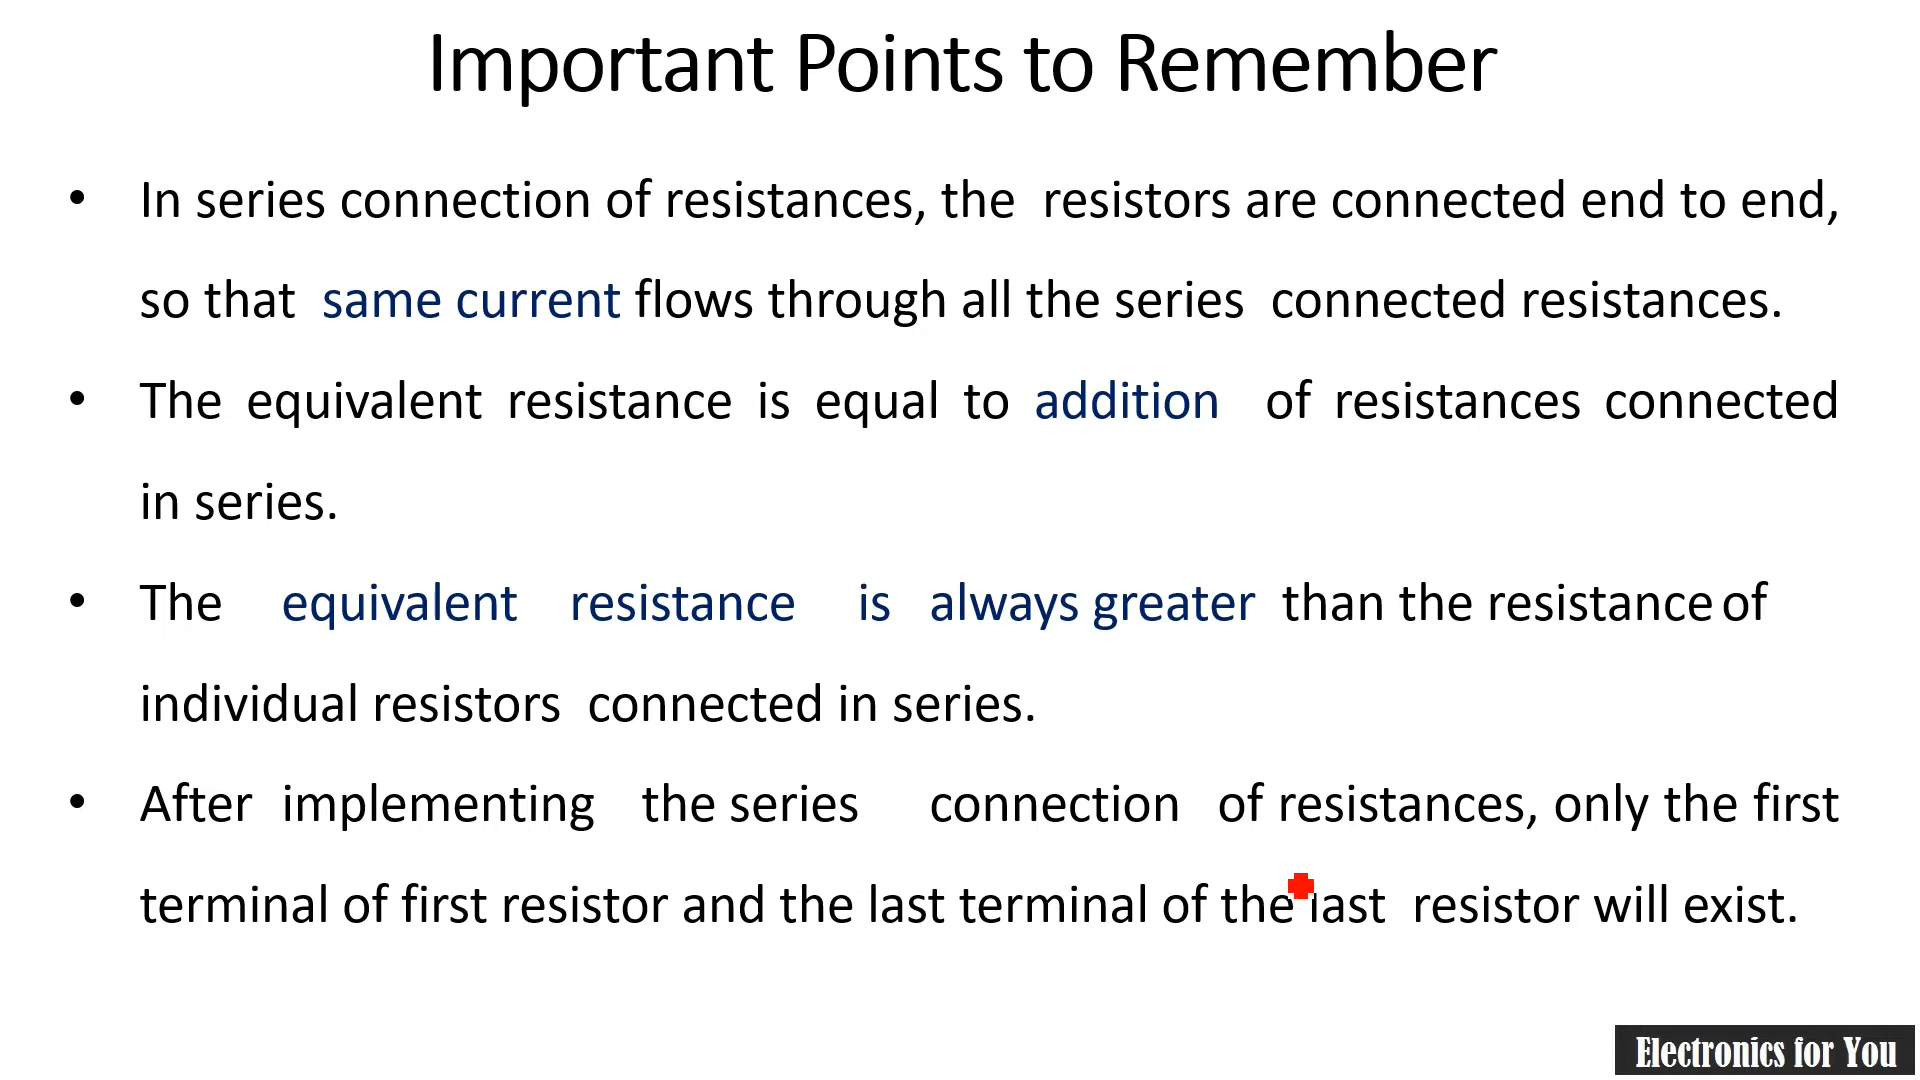 Important Points to Remember
• In series connection of resistances, the resistors are connected end to end,
so that same current flows through all the series connected resistances.
• The equivalent resistance is equal to addition of resistances connected
in series.
• The equivalent resistance is always greater than the resistance of
individual resistors connected in series.
• After implementing the series connection of resistances, only the first
terminal of first resistor and the last terminal of the last resistor will exist.
Electronics for You